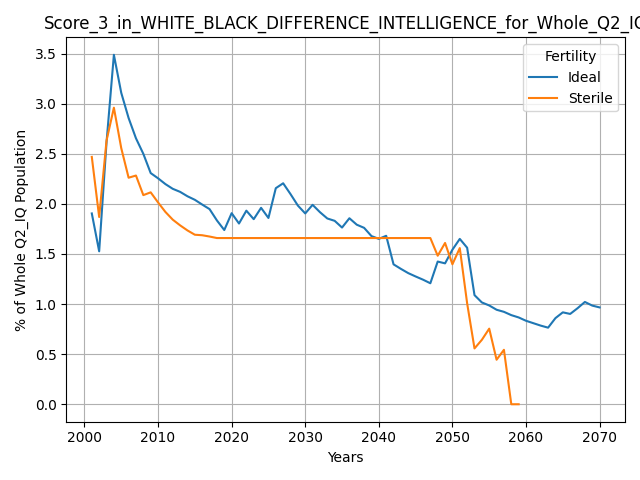 Score_3_in_WHITE_BLACK_DIFFERENCE_INTELLIGENCE_for_Whole_Q2_IQ
Fertility
Ideal
Sterile
% of Whole Q2_IQ Population
3.5
3.0
2.5
2.0
1.5
1.0
0.5
0.0
2000 2010 2020 2030 2040 2050 2060 2070
Years